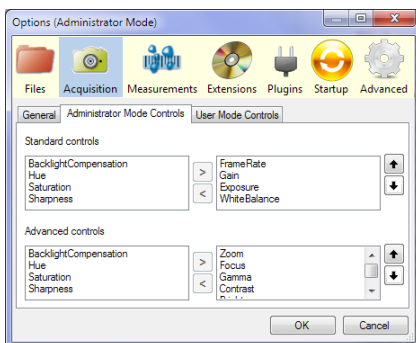 Options (Administrator Mode)
Files Acquisition Measurements Extensions Plugins Startup Advanced
General Administrator Mode Controls User Mode Controls
Standard controls
BacklightCompensation
Hue
Saturation
Sharpness
>
<
FrameRate
Gain
Exposure
WhiteBalance
Advanced controls
BacklightCompensation
Hue
Saturation
Sharpness
>
<
Zoom
Focus
Gamma
Contrast
OK Cancel